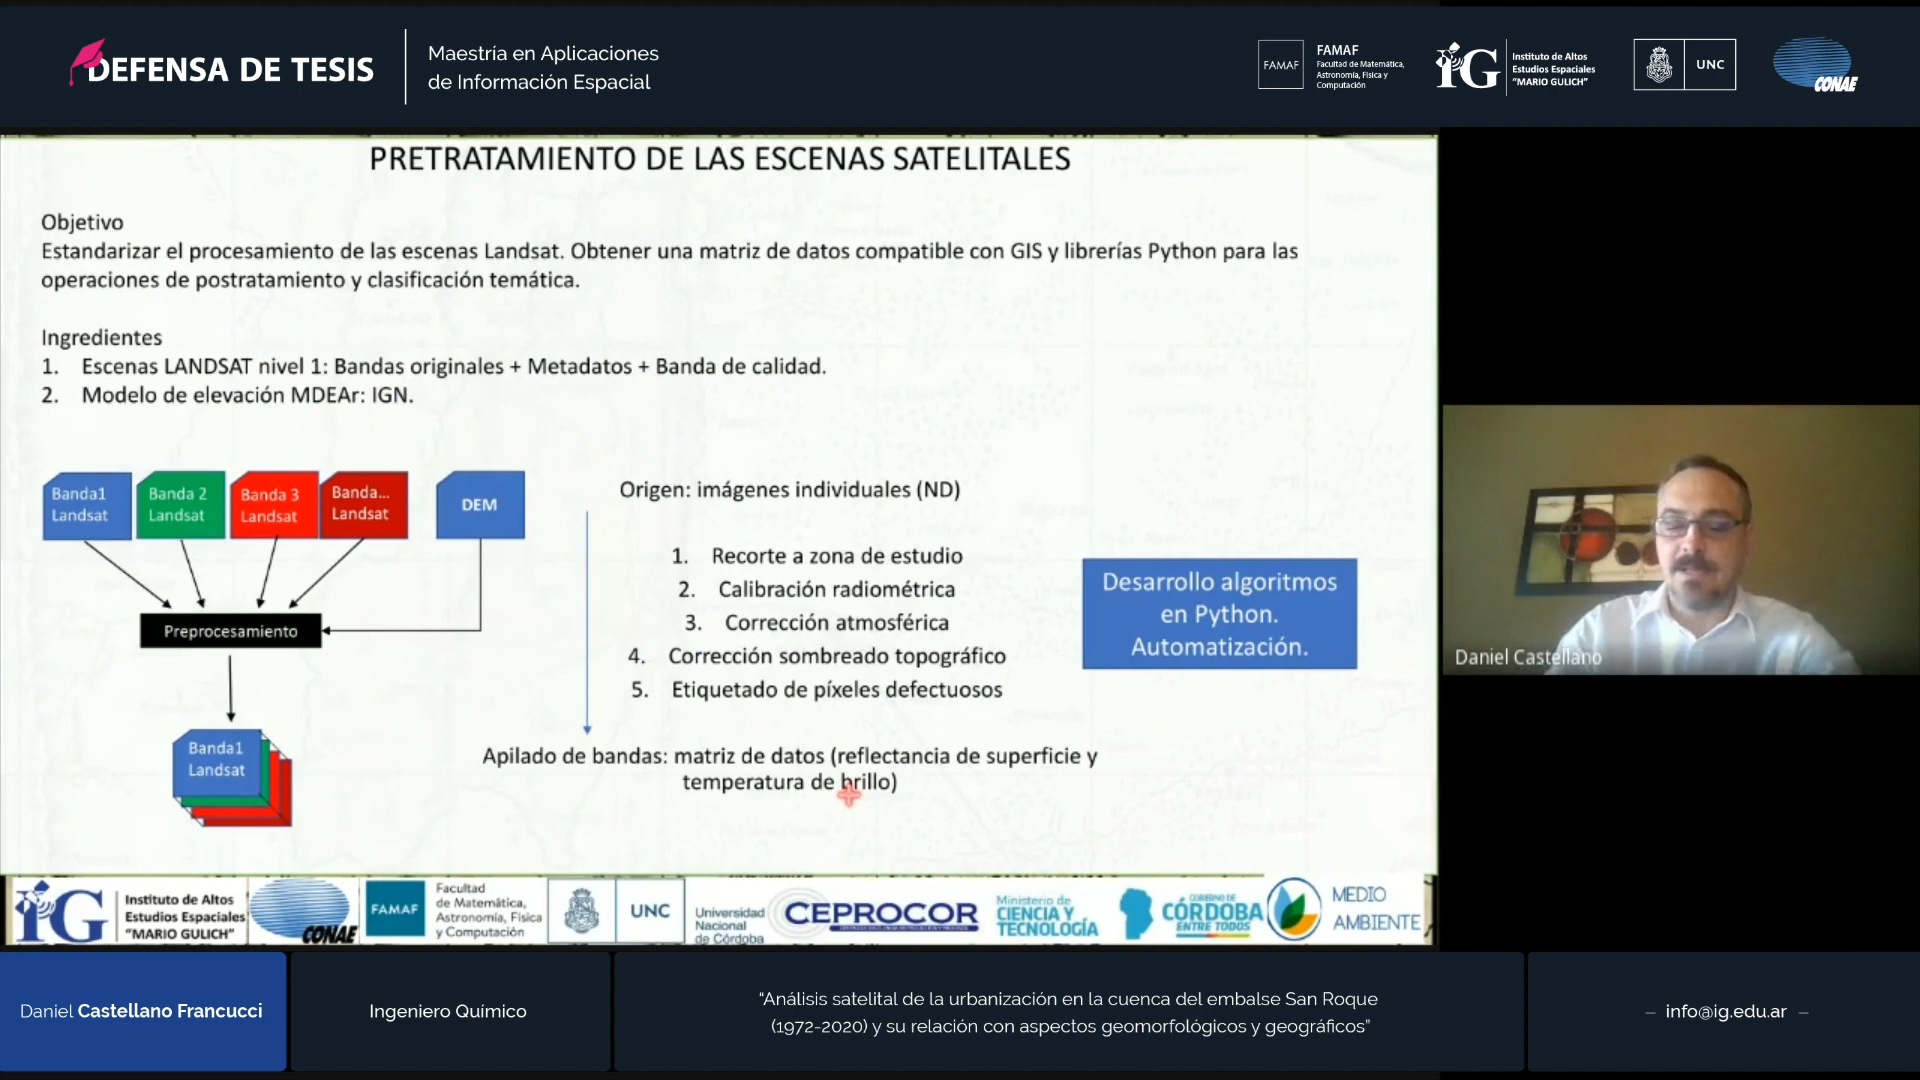 DEFENSA DE TESIS
Maestría en Aplicaciones
de Información Espacial
FAMAF
FAMAF
Facultad de Matemática,
Astronomía, Física y
Computación
iG
Instituto de Altos
Estudios Espaciales
"MARIO GULICH"
UNC
CONAE
PRETRATAMIENTO DE LAS ESCENAS SATELITALES
Objetivo
Estandarizar el procesamiento de las escenas Landsat. Obtener una matriz de datos compatible con GIS y librerías Python para las
operaciones de postratamiento y clasificación temática.
Ingredientes
1. Escenas LANDSAT nivel 1: Bandas originales + Metadatos + Banda de calidad.
2. Modelo de elevación MDEAr: IGN.
Banda1
Landsat
Banda 2
Landsat
Banda 3
Landsat
Banda...
Landsat
DEM
Preprocesamiento
Banda1
Landsat
Origen: imágenes individuales (ND)
1. Recorte a zona de estudio
2. Calibración radiométrica
3. Corrección atmosférica
4. Corrección sombreado topográfico
5. Etiquetado de píxeles defectuosos
Apilado de bandas: matriz de datos (reflectancia de superficie y
temperatura de brillo)
Desarrollo algoritmos
en Python.
Automatización.
Daniel Castellano
iG
Instituto de Altos
Estudios Espaciales
"MARIO GULICH"
CONAE
FAMAF
Facultad
de Matemática,
Astronomía, Física
y Computación
UNC
Universidad
Nacional
de Córdoba
CEPROCOR
Ministerio de
CIENCIA Y
TECNOLOGÍA
GOBIERNO DE
CÓRDOBA
ENTRE TODOS
MEDIO
AMBIENTE
Daniel Castellano Francucci
Ingeniero Químico
"Análisis satelital de la urbanización en la cuenca del embalse San Roque
(1972-2020) y su relación con aspectos geomorfológicos y geográficos"
– info@ig.edu.ar –